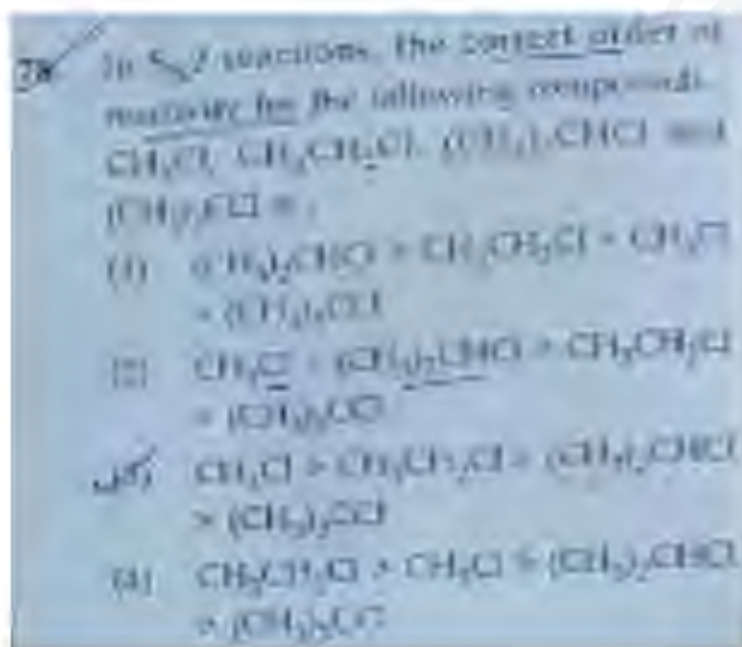 78. In SN2 reactions, the correct order of
reactivity for the following compounds.
CH₃Cl, CH₃CH₂Cl, (CH₃)₂CHCl and
(CH₃)₃CCl
(1) (CH₃)₂CHCl > CH₃CH₂Cl > CH₃Cl
> (CH₃)₃CCl
(2) CH₃Cl > (CH₃)₂CHCl > CH₃CH₂Cl
> (CH₃)₃CCl
(3) CH₃Cl > CH₃CH₂Cl > (CH₃)₂CHCl
> (CH₃)₃CCl
(4) CH₃CH₂Cl > CH₃Cl > (CH₃)₂CHCl
> (CH₃)₃CCl